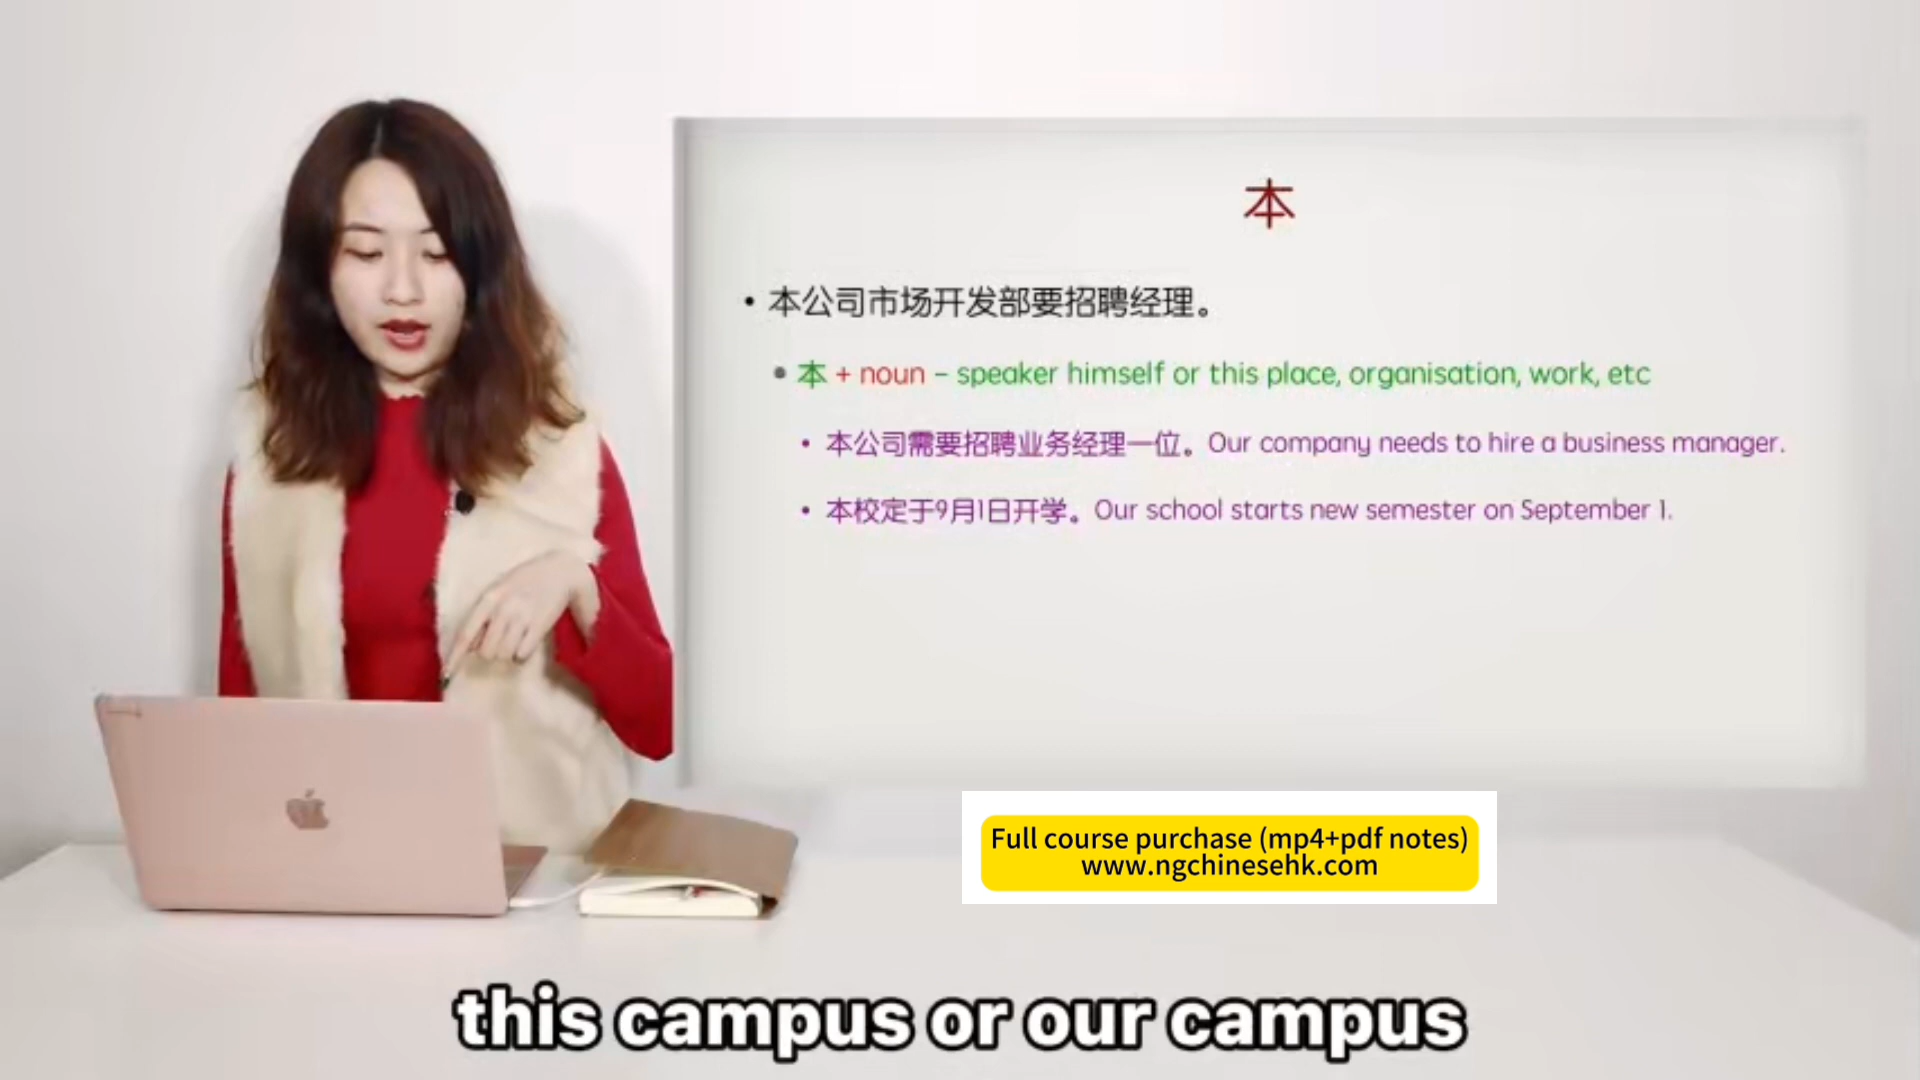 本
• 本公司市场开发部要招聘经理。
• 本 + noun – speaker himself or this place, organisation, work, etc
• 本公司需要招聘业务经理一位。Our company needs to hire a business manager.
• 本校定于9月1日开学。Our school starts new semester on September 1.
Full course purchase (mp4+pdf notes)
www.ngchinesehk.com
this campus or our campus